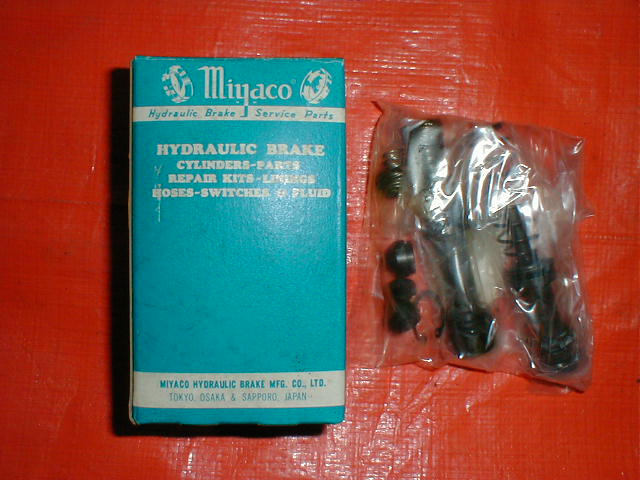 Miyaco
Hydraulic Brake Service Parts
HYDRAULIC BRAKE
CYLINDERS-PARTS
REPAIR KITS-LININGS
HOSES-SWITCHES & FLUID
MIYACO HYDRAULIC BRAKE MFG. CO., LTD.
TOKYO, OSAKA & SAPPORO, JAPAN